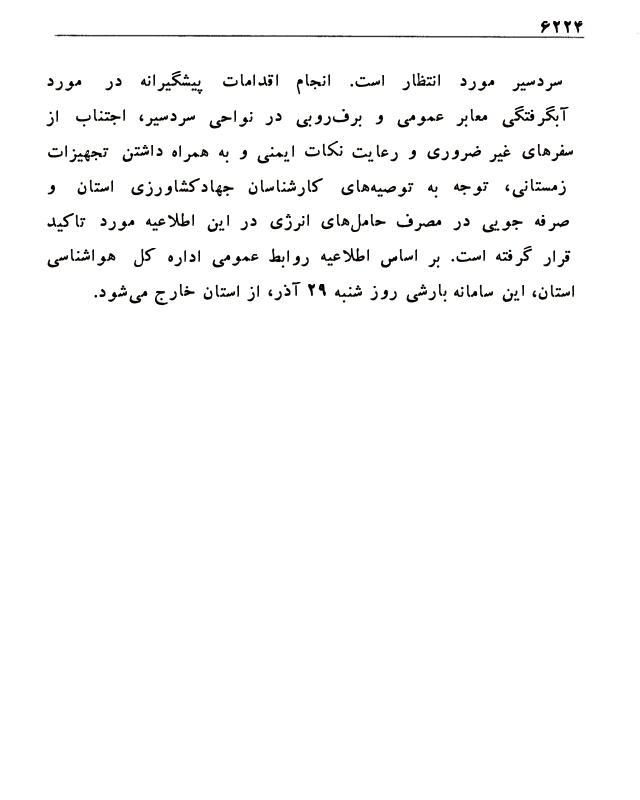 ۶۲۲۴
سردسیر مورد انتظار است. انجام اقدامات پیشگیرانه در مورد
آبگرفتگی معابر عمومی و برف‌روبی در نواحی سردسیر، اجتناب از
سفرهای غیر ضروری و رعایت نکات ایمنی و به همراه داشتن تجهیزات
زمستانی، توجه به توصیه‌های کارشناسان جهادکشاورزی استان و
صرفه جویی در مصرف حامل‌های انرژی در این اطلاعیه مورد تاکید
قرار گرفته است. بر اساس اطلاعیه روابط عمومی اداره کل هواشناسی
استان، این سامانه بارشی روز شنبه ۲۹ آذر، از استان خارج می‌شود.